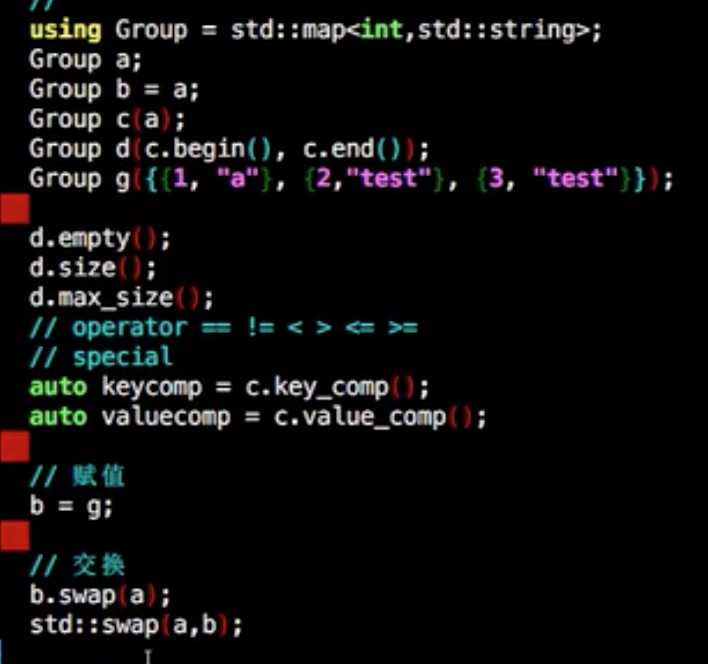 //
using Group = std::map<int,std::string>;
Group a;
Group b = a;
Group c(a);
Group d(c.begin(), c.end());
Group g({{1, "a"}, {2,"test"}, {3, "test"}});
d.empty();
d.size();
d.max_size();
// operator == != < > <= >=
// special
auto keycomp = c.key_comp();
auto valuecomp = c.value_comp();
// 赋值
b = g;
// 交换
b.swap(a);
std::swap(a,b);